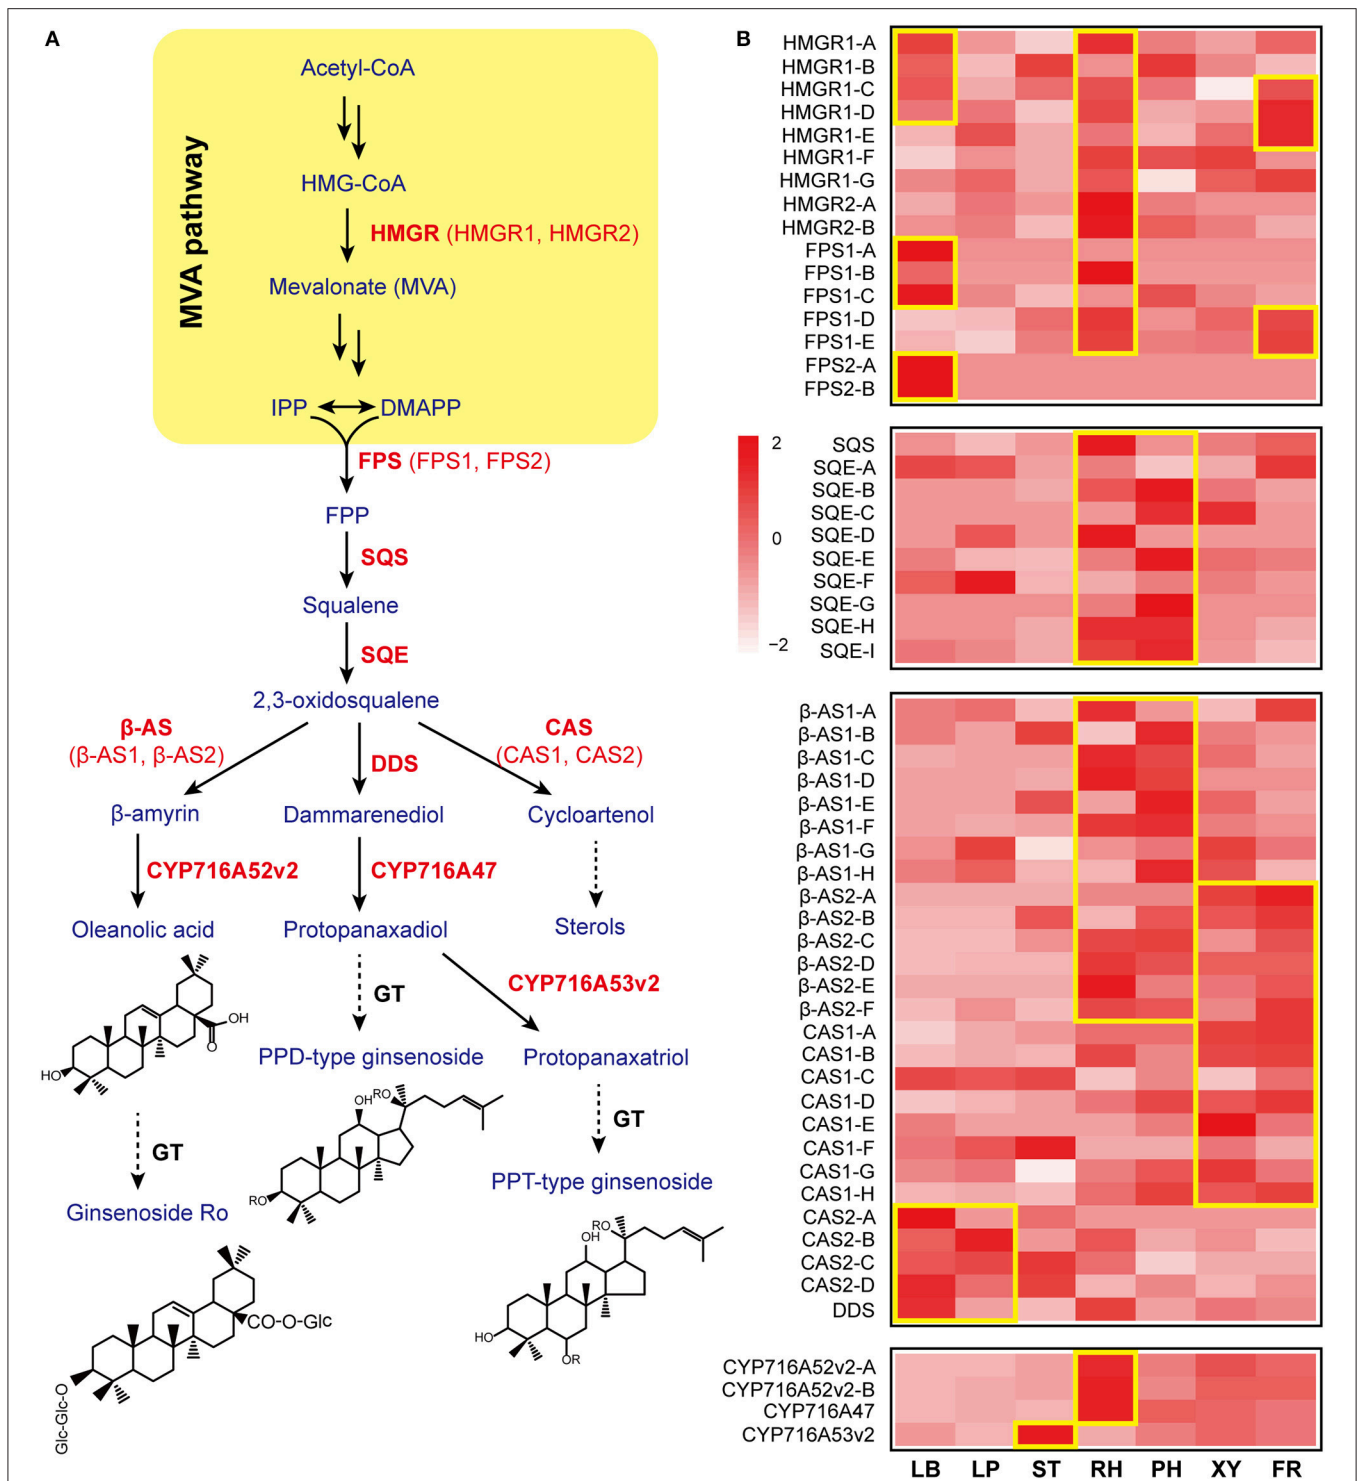 A
Acetyl-CoA
MVA pathway
HMG-CoA
HMGR (HMGR1, HMGR2)
Mevalonate (MVA)
IPP
DMAPP
FPS (FPS1, FPS2)
FPP
SQS
Squalene
SQE
2,3-oxidosqualene
β-AS
(β-AS1, β-AS2)
DDS
CAS
(CAS1, CAS2)
β-amyrin
Dammarenediol
Cycloartenol
CYP716A52v2
CYP716A47
Oleanolic acid
Protopanaxadiol
Sterols
GT
CYP716A53v2
OH
O
HO
PPD-type ginsenoside
Protopanaxatriol
OH
RO
RO
GT
GT
Ginsenoside Ro
PPT-type ginsenoside
RO
OH
HO
OR
CO-O-Glc
Glc-Glc-O
B
HMGR1-A
HMGR1-B
HMGR1-C
HMGR1-D
HMGR1-E
HMGR1-F
HMGR1-G
HMGR2-A
HMGR2-B
FPS1-A
FPS1-B
FPS1-C
FPS1-D
FPS1-E
FPS2-A
FPS2-B
2
0
−2
SQS
SQE-A
SQE-B
SQE-C
SQE-D
SQE-E
SQE-F
SQE-G
SQE-H
SQE-I
β-AS1-A
β-AS1-B
β-AS1-C
β-AS1-D
β-AS1-E
β-AS1-F
β-AS1-G
β-AS1-H
β-AS2-A
β-AS2-B
β-AS2-C
β-AS2-D
β-AS2-E
β-AS2-F
CAS1-A
CAS1-B
CAS1-C
CAS1-D
CAS1-E
CAS1-F
CAS1-G
CAS1-H
CAS2-A
CAS2-B
CAS2-C
CAS2-D
DDS
CYP716A52v2-A
CYP716A52v2-B
CYP716A47
CYP716A53v2
LB LP ST RH PH XY FR